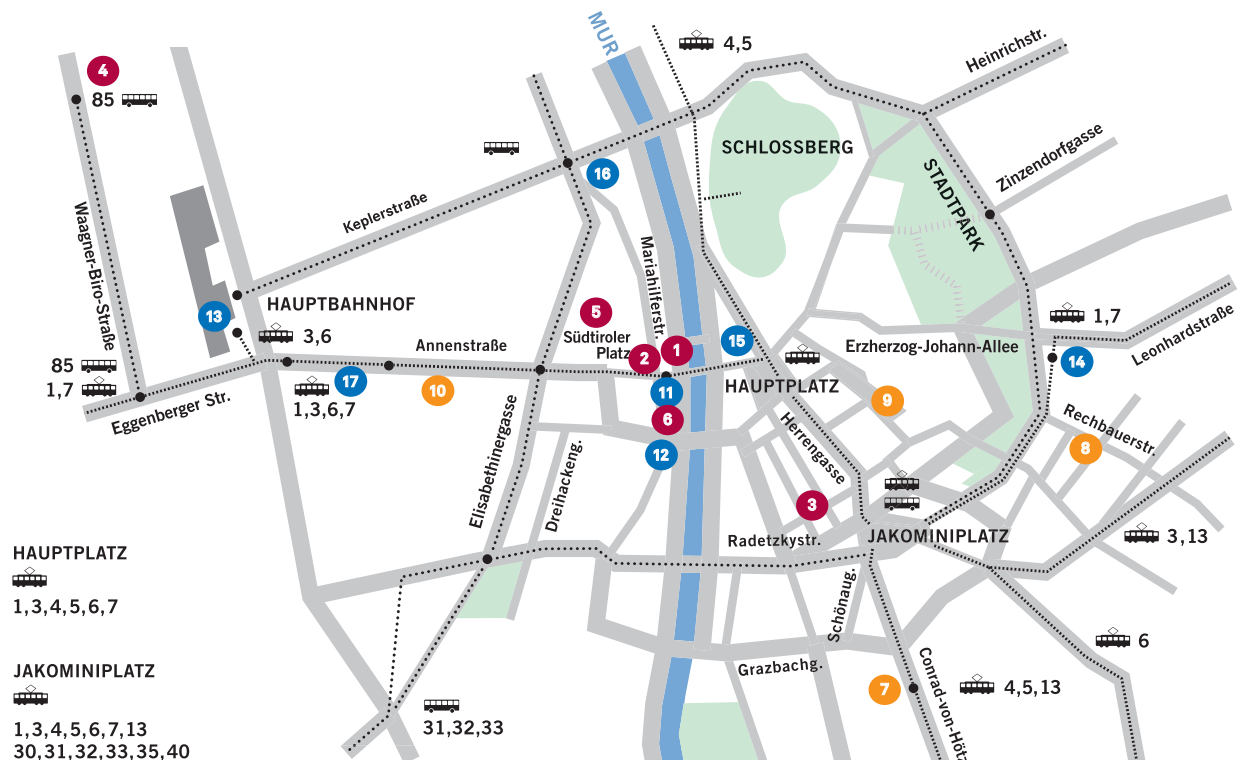 MUR
4,5
Heinrichstr.
4
85
SCHLOSSBERG
Zinzendorfgasse
STADTPARK
16
Keplerstraße
Waagner-Biro-Straße
Mariahilferstr.
HAUPTBAHNHOF
13
3,6
5
Südtiroler
Platz
2
1
15
1,7
Leonhardstraße
Erzherzog-Johann-Allee
14
Annenstraße
85
1,7
17
1,3,6,7
10
HAUPTPLATZ
11
9
Eggenberger Str.
6
12
Herrengasse
Rechbauerstr.
8
Elisabethinergasse
Dreihackeng.
3
Radetzkystr.
JAKOMINIPLATZ
3,13
HAUPTPLATZ
1,3,4,5,6,7
Schönaug.
6
Grazbachg.
JAKOMINIPLATZ
1,3,4,5,6,7,13
30,31,32,33,35,40
31,32,33
7
4,5,13
Conrad-von-Hötz